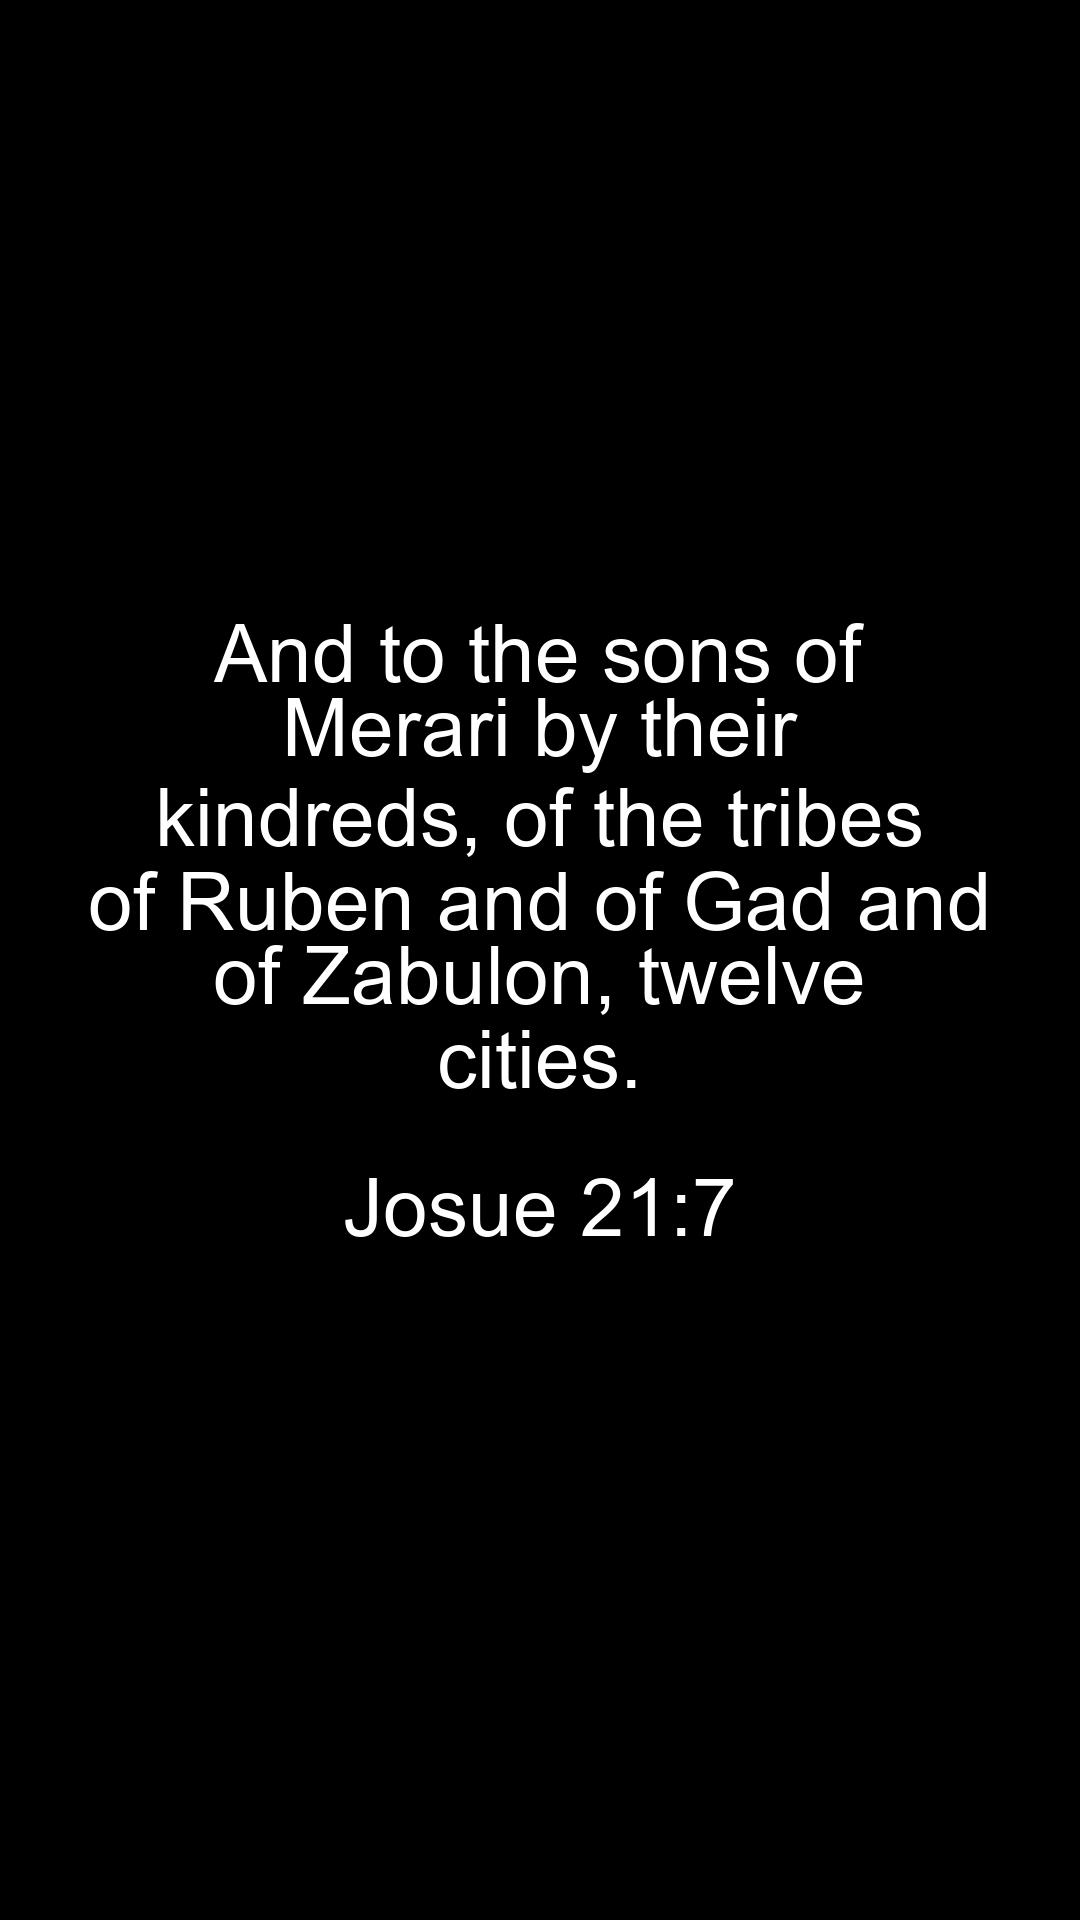 And to the sons of
Merari by their
kindreds, of the tribes
of Ruben and of Gad and
of Zabulon, twelve
cities.
Josue 21:7